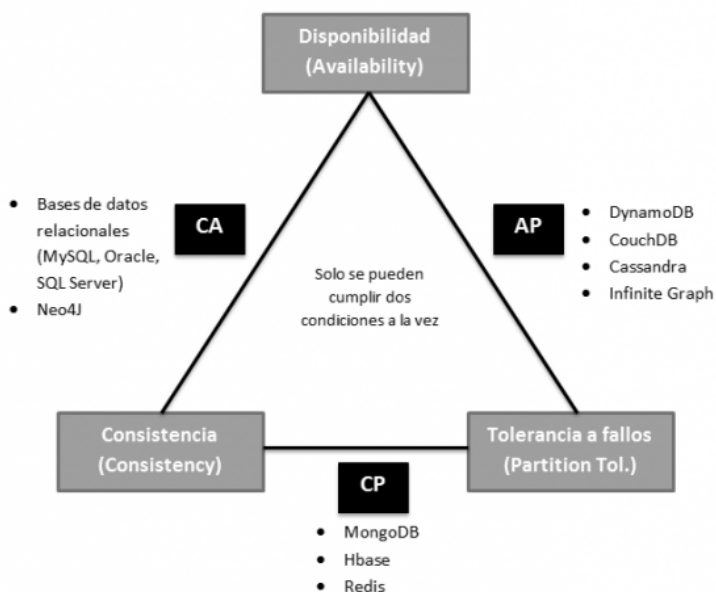 Disponibilidad
(Availability)
• Bases de datos
relacionales
(MySQL, Oracle,
SQL Server)
• Neo4J
CA
AP
• DynamoDB
• CouchDB
• Cassandra
• Infinite Graph
Solo se pueden
cumplir dos
condiciones a la vez
Consistencia
(Consistency)
Tolerancia a fallos
(Partition Tol.)
CP
• MongoDB
• Hbase
• Redis